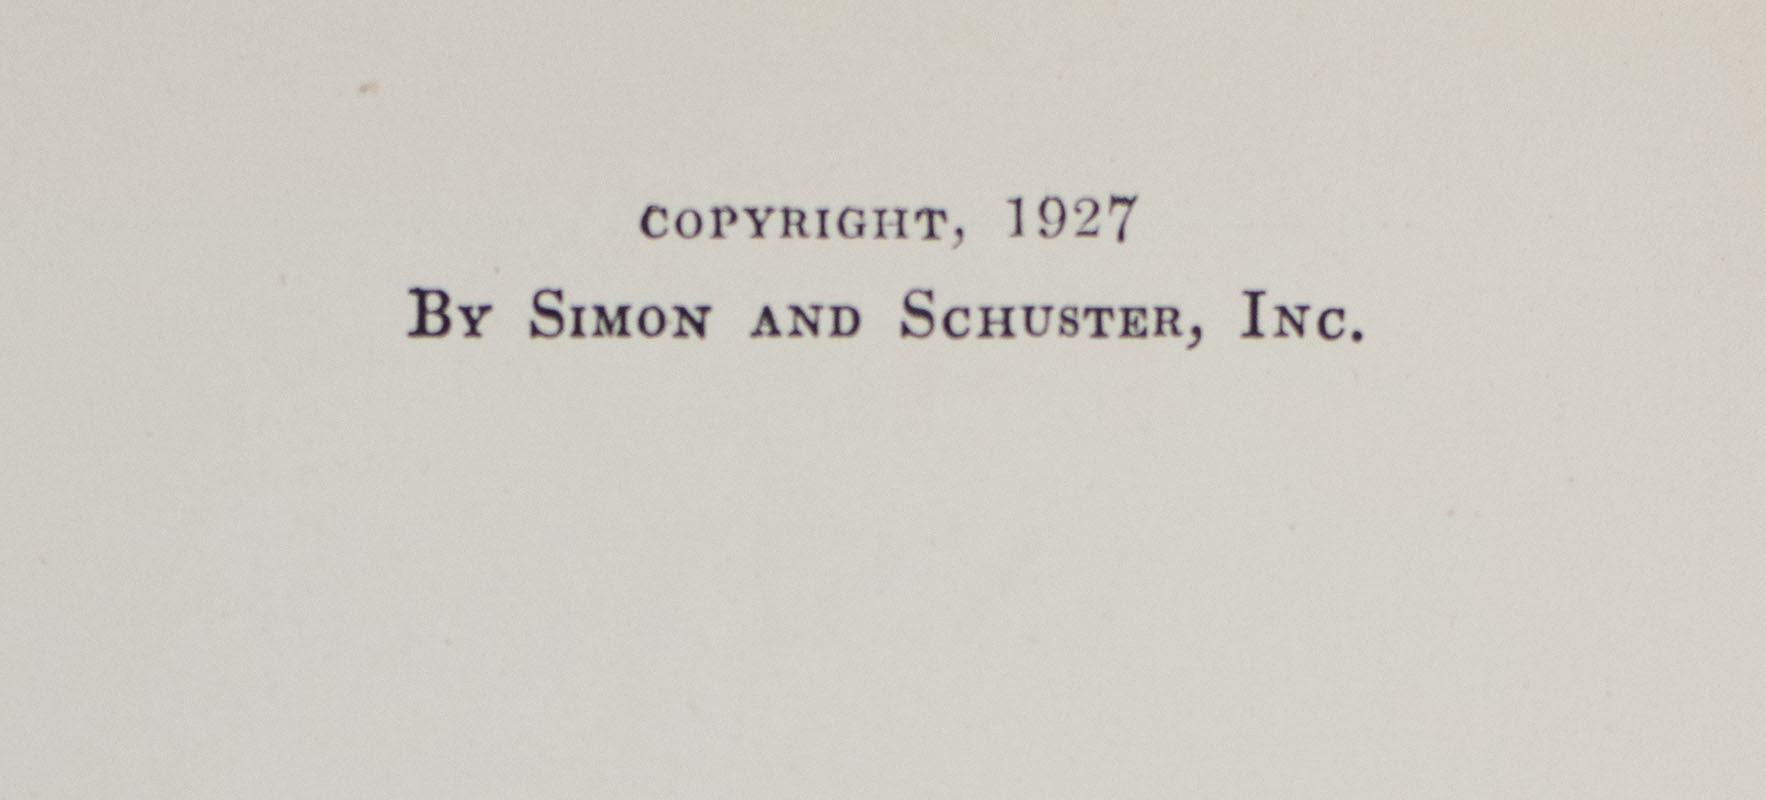 COPYRIGHT, 1927
BY SIMON AND SCHUSTER, INC.